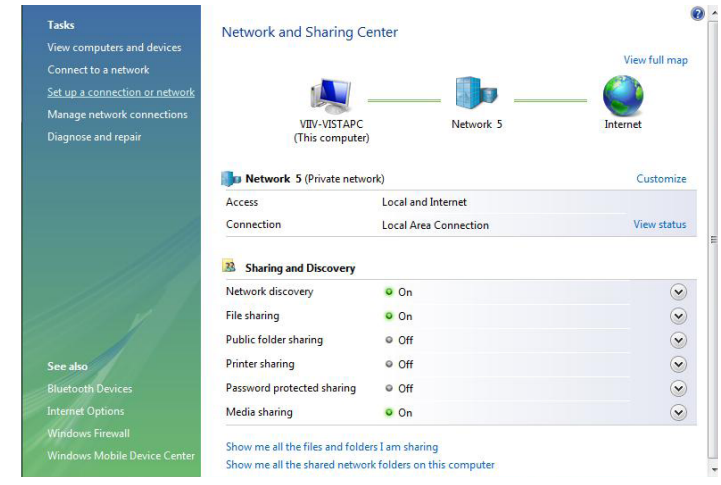 Tasks
View computers and devices
Connect to a network
Set up a connection or network
Manage network connections
Diagnose and repair
See also
Bluetooth Devices
Internet Options
Windows Firewall
Windows Mobile Device Center
Network and Sharing Center
View full map
VIIV-VISTAPC
(This computer)
Network 5
Internet
Network 5 (Private network) Customize
Access Local and Internet
Connection Local Area Connection View status
Sharing and Discovery
Network discovery On
File sharing On
Public folder sharing Off
Printer sharing Off
Password protected sharing Off
Media sharing On
Show me all the files and folders I am sharing
Show me all the shared network folders on this computer